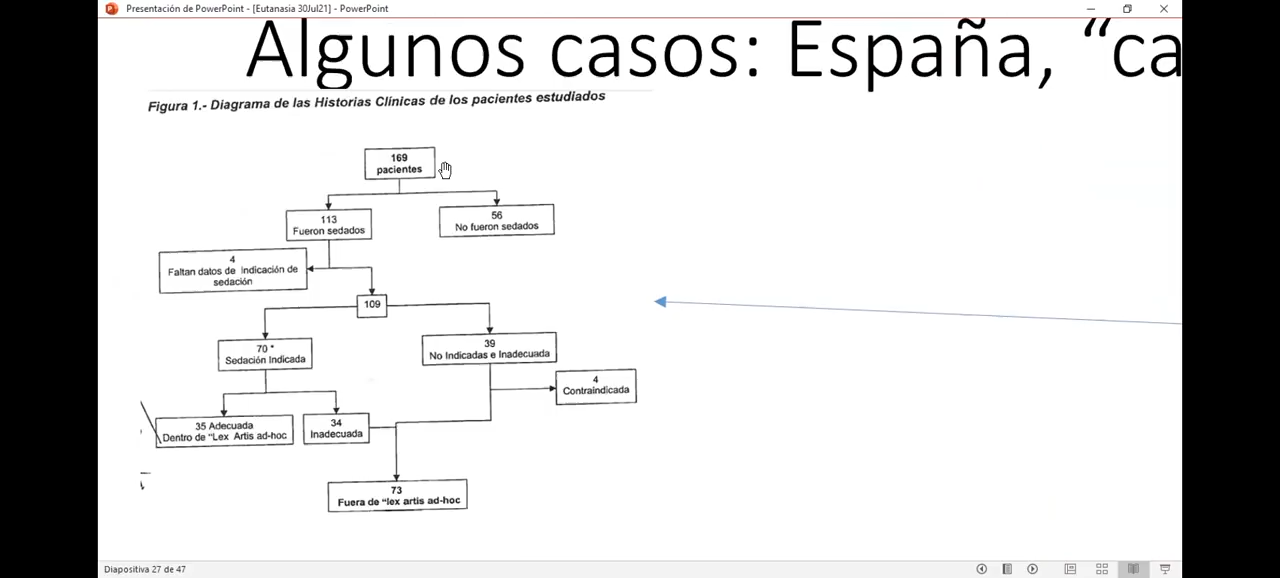 Presentación de PowerPoint - [Eutanasia 30Jul21] - PowerPoint
Algunos casos: España, “ca
Figura 1.- Diagrama de las Historias Clínicas de los pacientes estudiados
169
pacientes
113
Fueron sedados
56
No fueron sedados
4
Faltan datos de indicación de
sedación
109
70 *
Sedación Indicada
39
No Indicadas e Inadecuada
4
Contraindicada
35 Adecuada
Dentro de “Lex Artis ad-hoc
34
Inadecuada
73
Fuera de “lex artis ad-hoc
Diapositiva 27 de 47